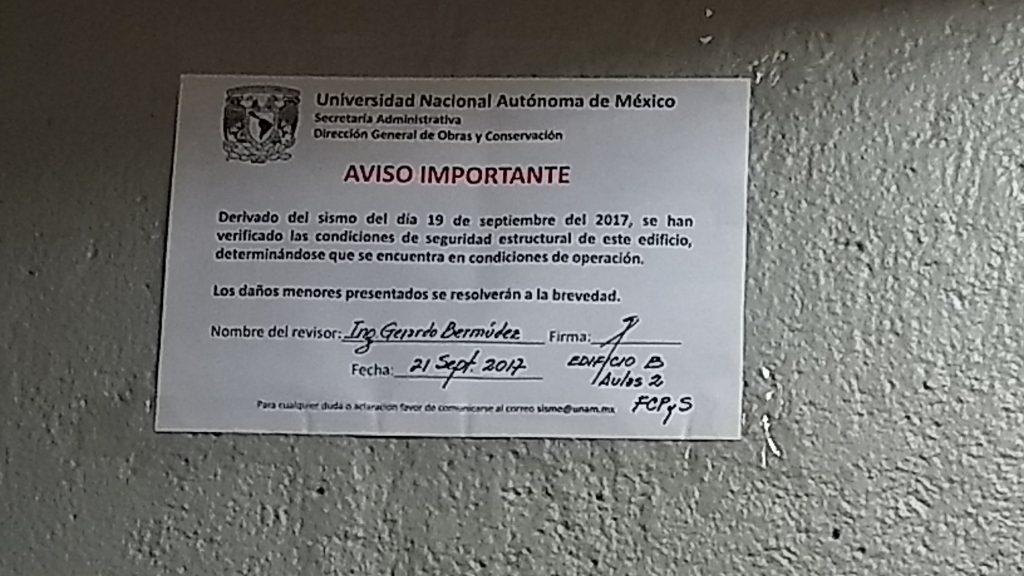 Universidad Nacional Autónoma de México
Secretaría Administrativa
Dirección General de Obras y Conservación
AVISO IMPORTANTE
Derivado del sismo del día 19 de septiembre del 2017, se han
verificado las condiciones de seguridad estructural de este edificio,
determinándose que se encuentra en condiciones de operación.
Los daños menores presentados se resolverán a la brevedad.
Nombre del revisor: Ing Gerardo Bermúdez Firma:
Fecha: 21 Sept. 2017 EDIFICIO B
/Aulas 2
Para cualquier duda o aclaración favor de comunicarse al correo sismo@unam.mx FCPyS